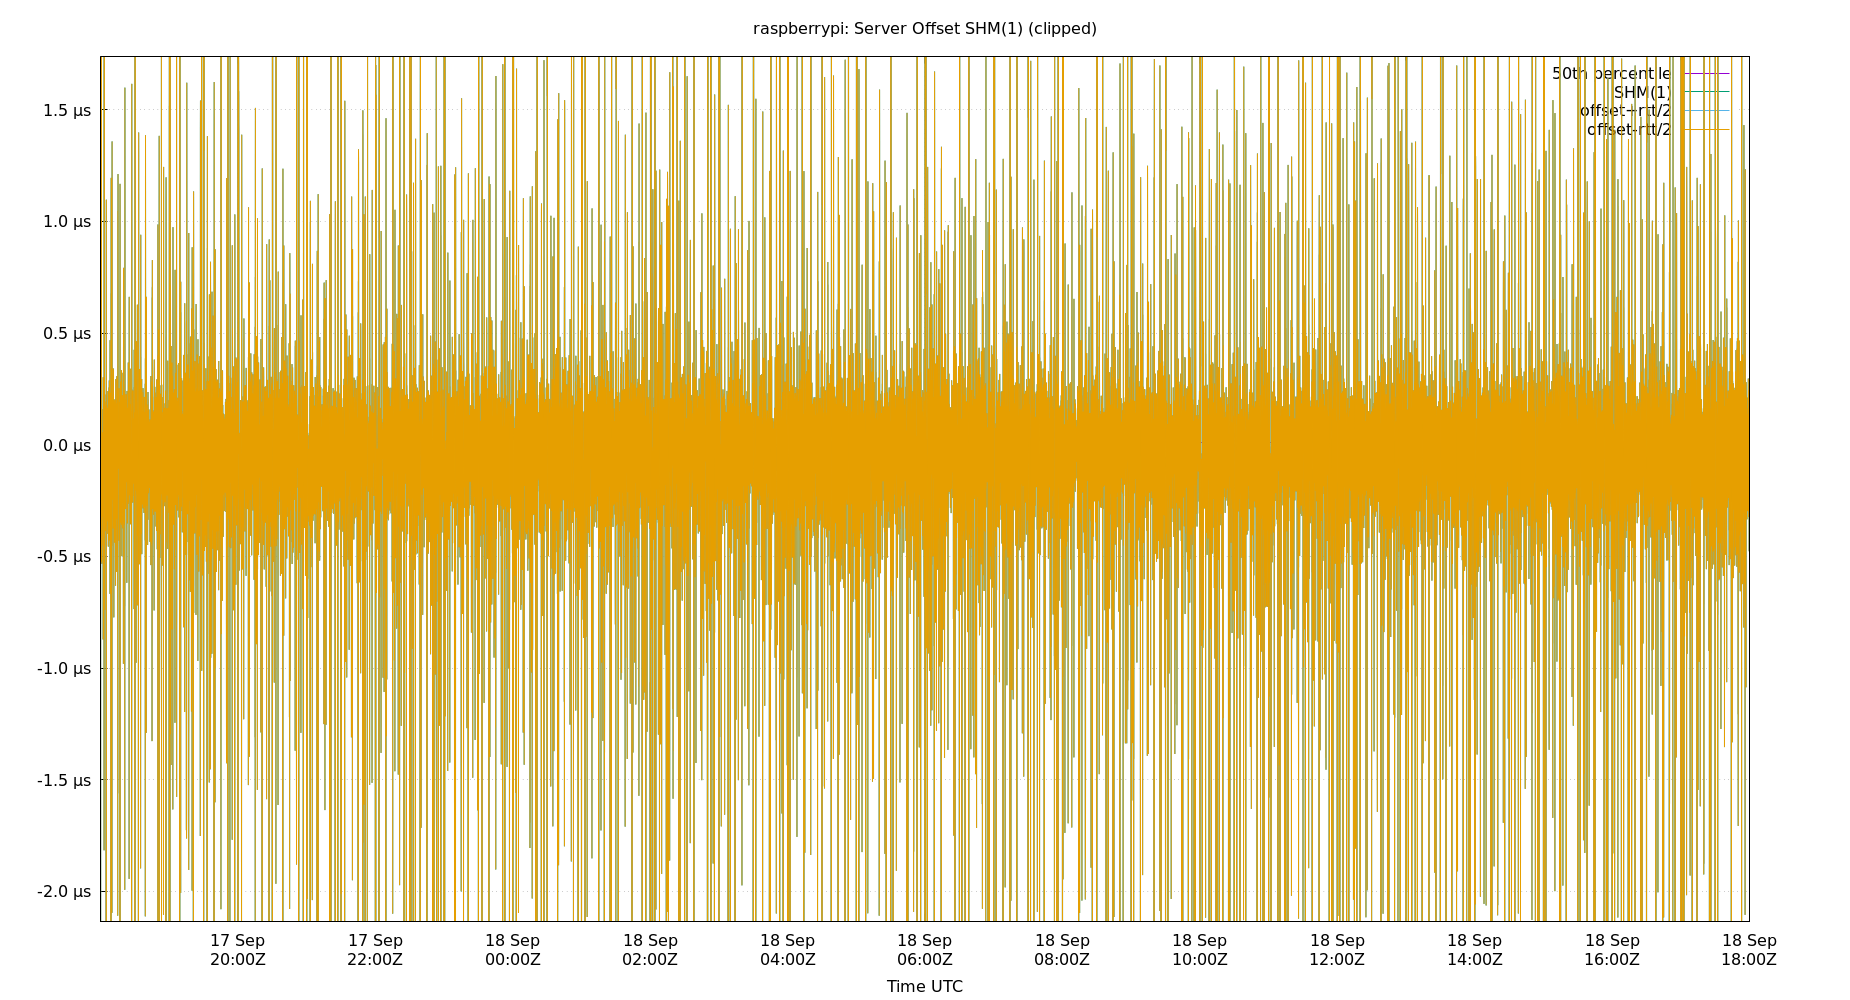 raspberrypi: Server Offset SHM(1) (clipped)
50th percentile
SHM(1)
offset+rtt/2
offset-rtt/2
1.5 µs
1.0 µs
0.5 µs
0.0 µs
-0.5 µs
-1.0 µs
-1.5 µs
-2.0 µs
17 Sep 17 Sep 18 Sep 18 Sep 18 Sep 18 Sep 18 Sep 18 Sep 18 Sep 18 Sep 18 Sep 18 Sep
20:00Z 22:00Z 00:00Z 02:00Z 04:00Z 06:00Z 08:00Z 10:00Z 12:00Z 14:00Z 16:00Z 18:00Z
Time UTC